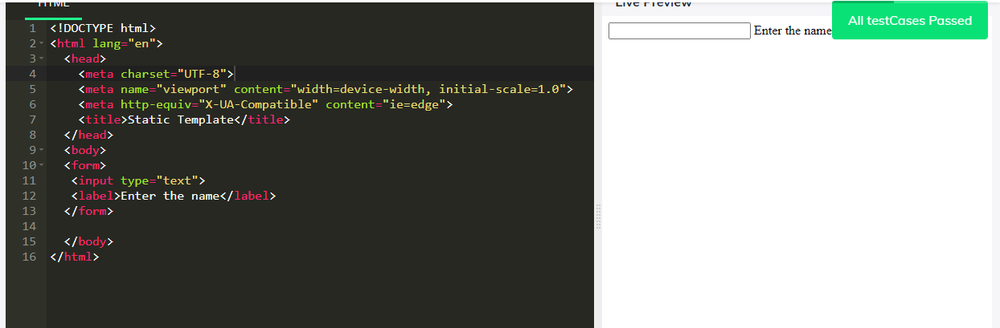 HTML
1 <!DOCTYPE html>
2 <html lang="en">
3 <head>
4 <meta charset="UTF-8">
5 <meta name="viewport" content="width=device-width, initial-scale=1.0">
6 <meta http-equiv="X-UA-Compatible" content="ie=edge">
7 <title>Static Template</title>
8 </head>
9 <body>
10 <form>
11 <input type="text">
12 <label>Enter the name</label>
13 </form>
14
15 </body>
16 </html>
Live Preview
Enter the name
All testCases Passed